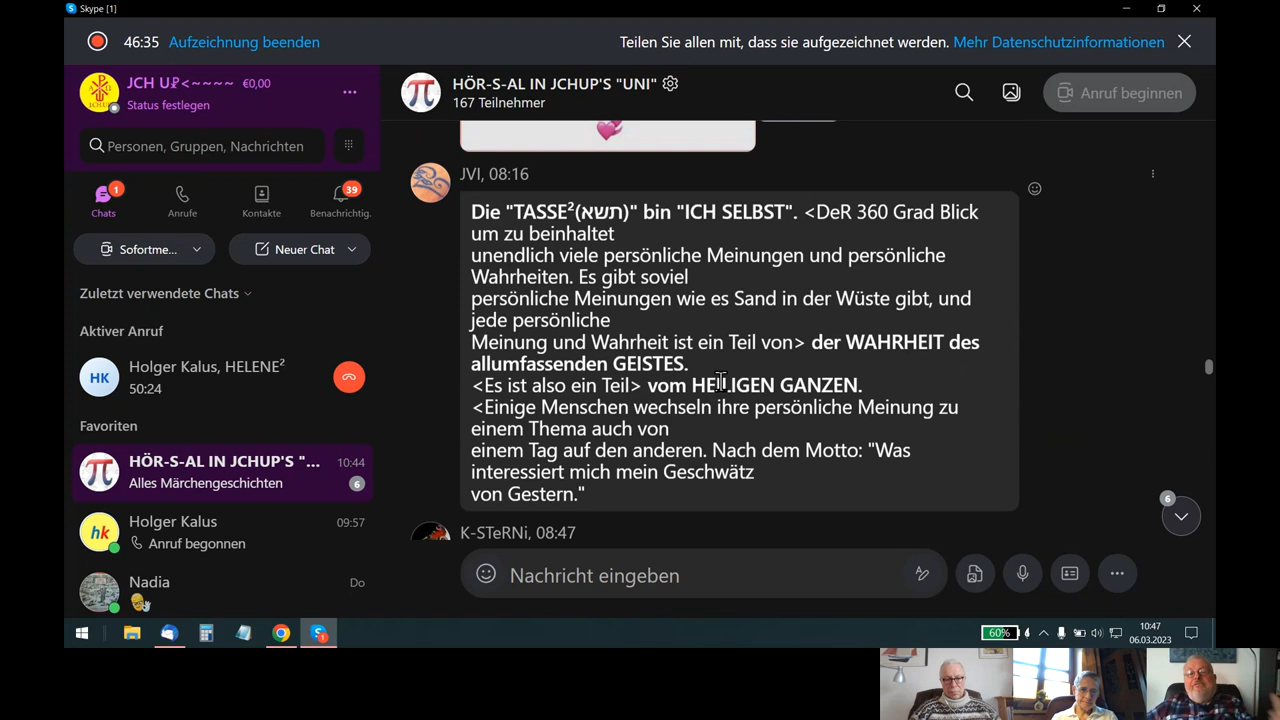 Skype [1]
46:35 Aufzeichnung beenden
Teilen Sie allen mit, dass sie aufgezeichnet werden. Mehr Datenschutzinformationen
JCH U₽<~~~~ €0,00
Status festlegen
Personen, Gruppen, Nachrichten
1
39
Chats
Anrufe
Kontakte
Benachrichtig.
Sofortme...
Neuer Chat
Zuletzt verwendete Chats
Aktiver Anruf
HK
Holger Kalus, HELENE²
50:24
Favoriten
HÖR-S-AL IN JCHUP'S "... 10:44
Alles Märchengeschichten 6
hk
Holger Kalus 09:57
Anruf begonnen
Nadia Do
HÖR-S-AL IN JCHUP'S "UNI"
167 Teilnehmer
Anruf beginnen
JVI, 08:16
Die "TASSE²(תשא)" bin "ICH SELBST". <DeR 360 Grad Blick
um zu beinhaltet
unendlich viele persönliche Meinungen und persönliche
Wahrheiten. Es gibt soviel
persönliche Meinungen wie es Sand in der Wüste gibt, und
jede persönliche
Meinung und Wahrheit ist ein Teil von> der WAHRHEIT des
allumfassenden GEISTES.
<Es ist also ein Teil> vom HEILIGEN GANZEN.
<Einige Menschen wechseln ihre persönliche Meinung zu
einem Thema auch von
einem Tag auf den anderen. Nach dem Motto: "Was
interessiert mich mein Geschwätz
von Gestern."
6
K-STeRNi, 08:47
Nachricht eingeben
60%
10:47
06.03.2023